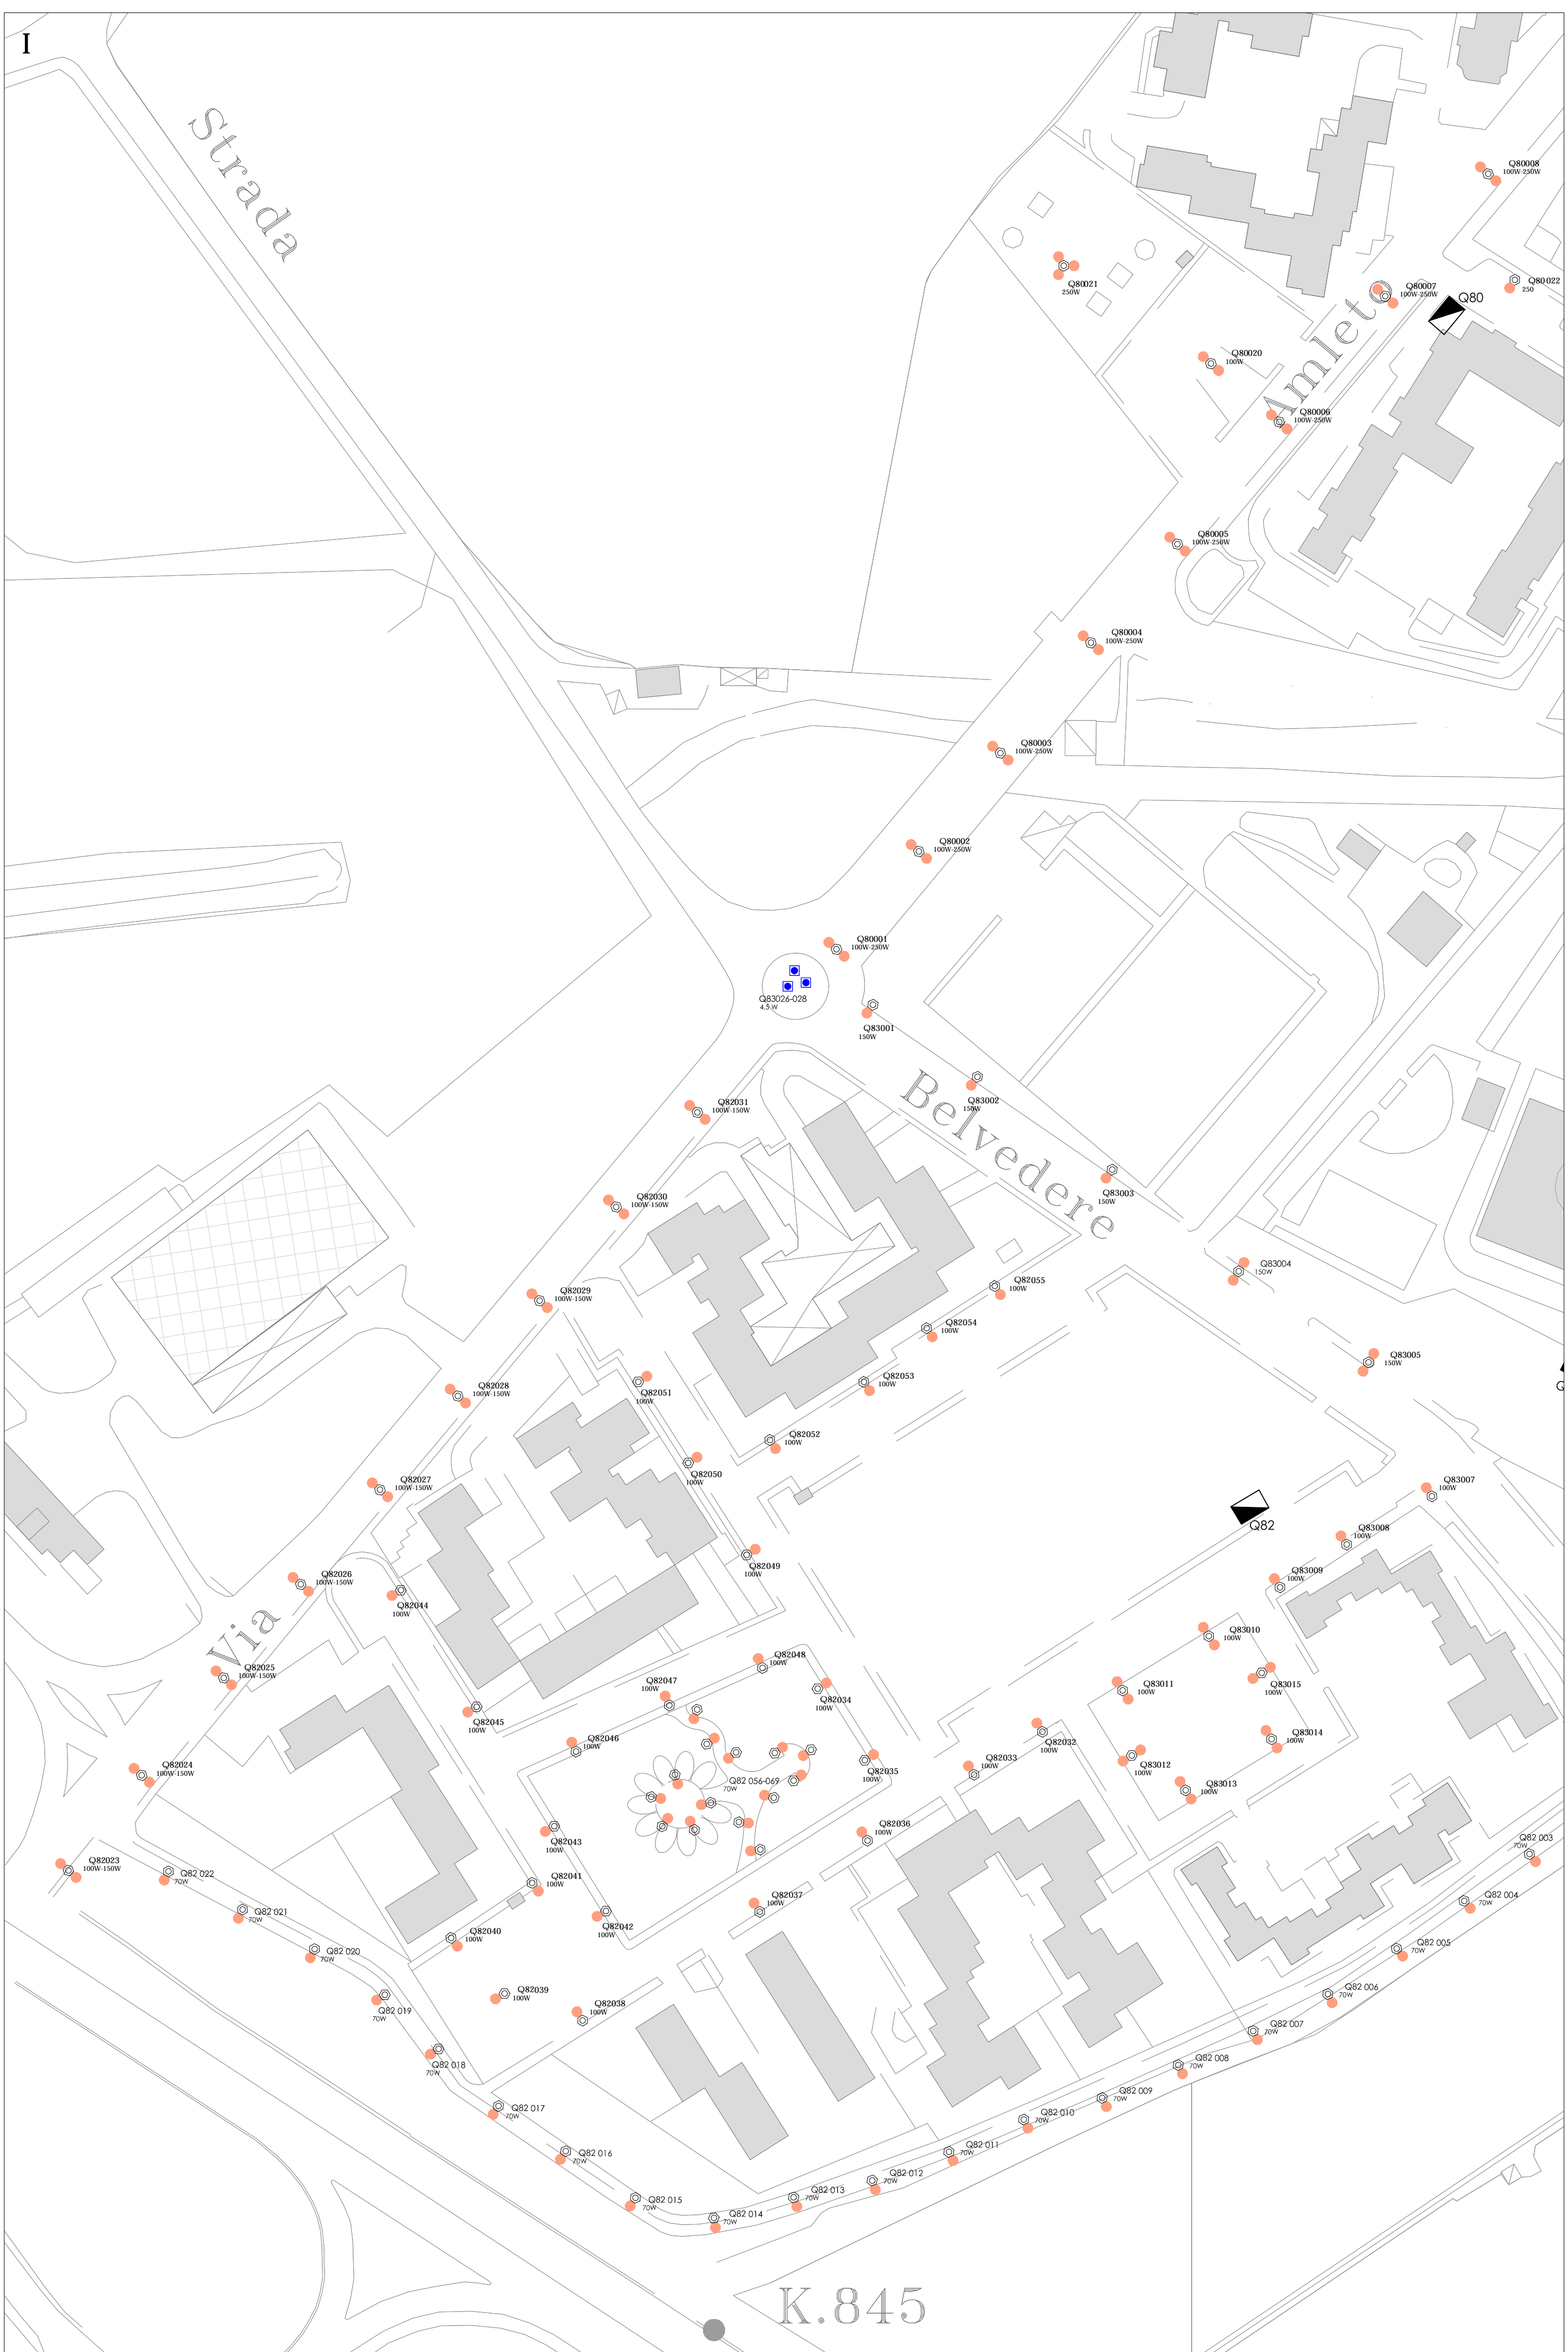 I
Strada
Q80008
100W-250W
Q80021
250W
Q80007
100W-250W
Q80
Q80 022
250
Amleto
Q80020
100W
Q80006
100W-250W
Q80005
100W-250W
Q80004
100W-250W
Q80003
100W-250W
Q80002
100W-250W
Q80001
100W-250W
Q83026-028
4,5 W
Q83001
150W
Belvedere
Q83002
150W
Q82031
100W-150W
Q83003
150W
Q82030
100W-150W
Q83004
150W
Q82055
100W
Q82029
100W-150W
Q82054
100W
Q83005
150W
Q
Q82053
100W
Q82028
100W-150W
Q82051
100W
Q82052
100W
Q82050
100W
Q82027
100W-150W
Q83007
100W
Q82
Q83008
100W
Q82049
100W
Q83009
100W
Q82026
100W-150W
Q82044
100W
Via
Q83010
100W
Q82048
100W
Q82025
100W-150W
Q82047
100W
Q83015
100W
Q83011
100W
Q82034
100W
Q82045
100W
Q83014
100W
Q82046
100W
Q82032
100W
Q82024
100W-150W
Q82033
100W
Q83012
100W
Q82035
100W
Q82 056-069
70W
Q83013
100W
Q82036
100W
Q82043
100W
Q82 003
70W
Q82023
100W-150W
Q82 022
70W
Q82041
100W
Q82037
100W
Q82 004
70W
Q82 021
70W
Q82042
100W
Q82040
100W
Q82 005
70W
Q82 020
70W
Q82 006
70W
Q82039
100W
Q82 019
70W
Q82038
100W
Q82 007
70W
Q82 018
70W
Q82 008
70W
Q82 009
70W
Q82 017
70W
Q82 010
70W
Q82 016
70W
Q82 011
70W
Q82 012
70W
Q82 013
70W
Q82 015
70W
Q82 014
70W
K.845